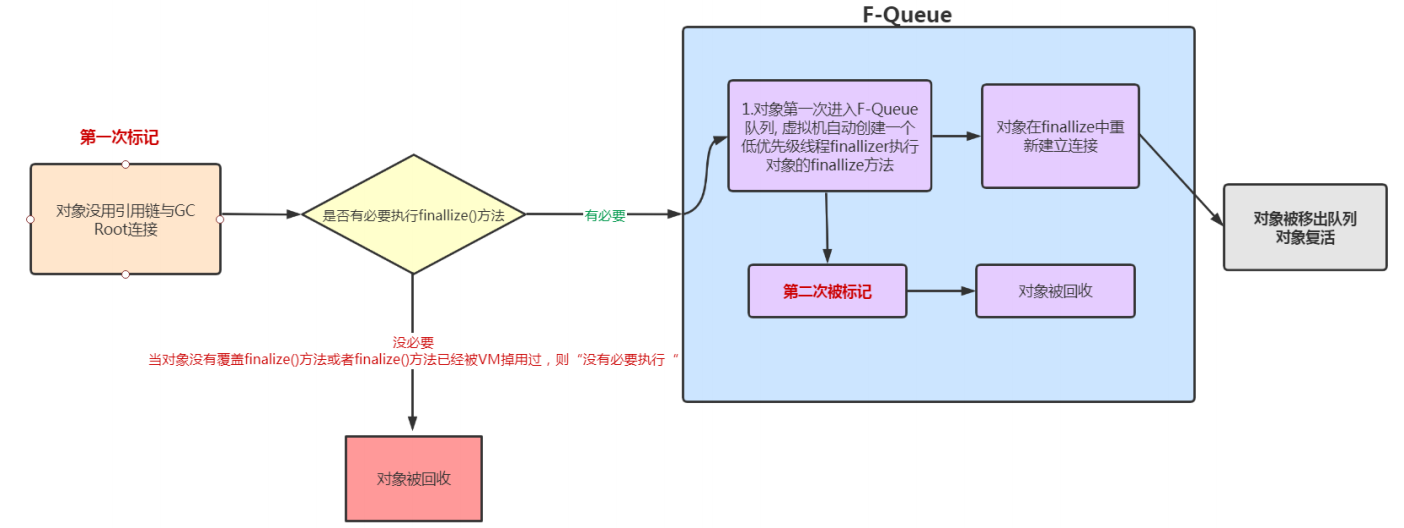 F-Queue
第一次标记
对象没用引用链与GC
Root连接
是否有必要执行finallize()方法
有必要
1.对象第一次进入F-Queue
队列, 虚拟机自动创建一个
低优先级线程finallizer执行
对象的finallize方法
对象在finallize中重
新建立连接
对象被移出队列
对象复活
第二次被标记
对象被回收
没必要
当对象没有覆盖finalize()方法或者finalize()方法已经被VM掉用过，则“没有必要执行“
对象被回收